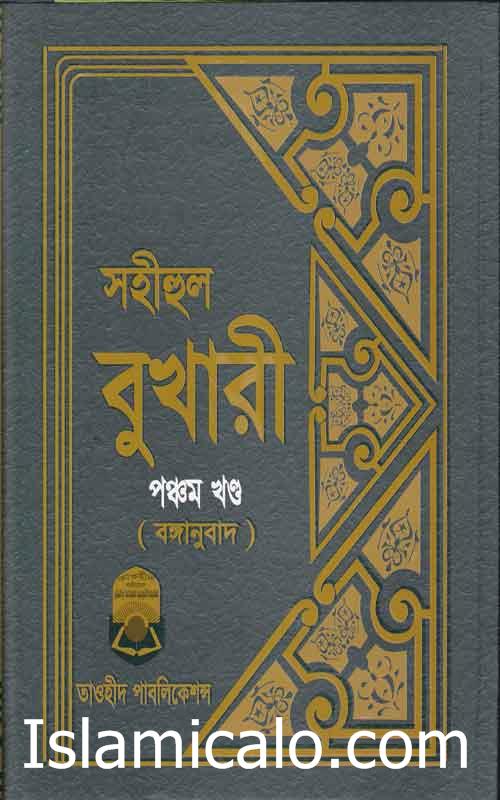 সহীহুল
বুখারী
পঞ্চম খণ্ড
( বঙ্গানুবাদ )
তাওহীদ পাবলিকেশন্স
Islamicalo.com